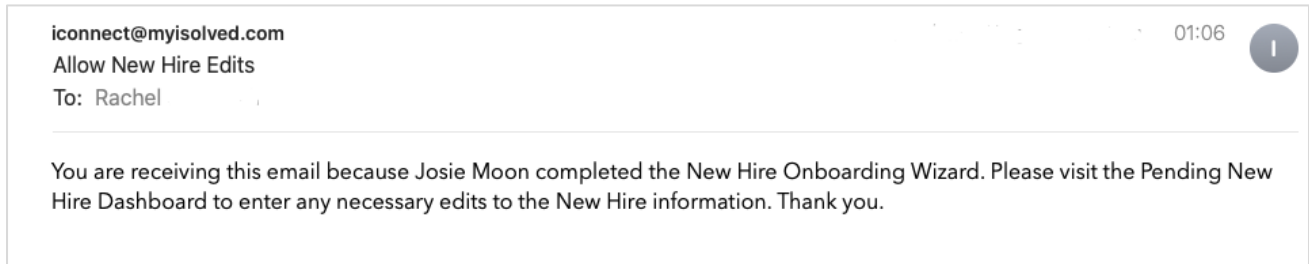 iconnect@myisolved.com
01:06
I
Allow New Hire Edits
To: Rachel
You are receiving this email because Josie Moon completed the New Hire Onboarding Wizard. Please visit the Pending New
Hire Dashboard to enter any necessary edits to the New Hire information. Thank you.